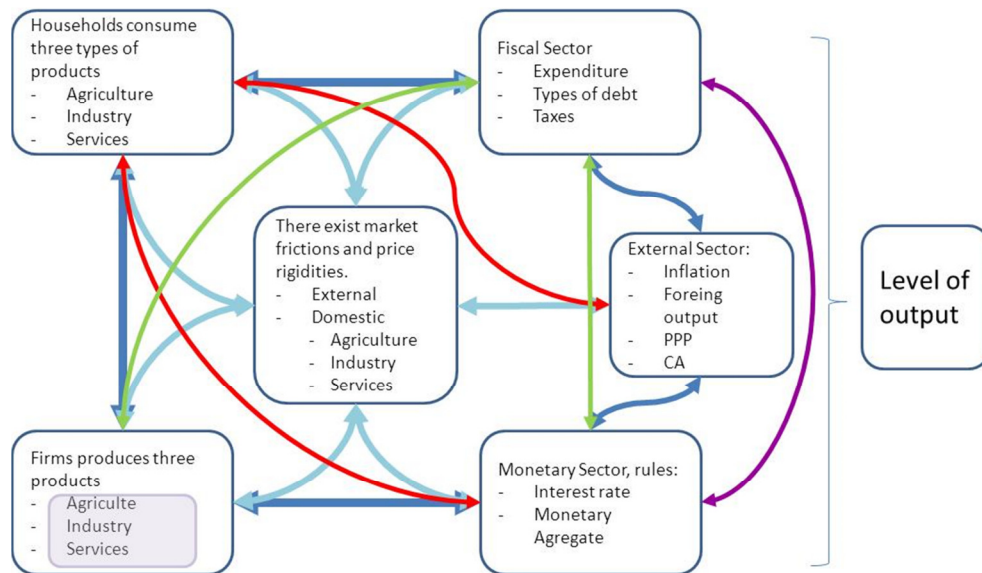 Households consume
three types of
products
- Agriculture
- Industry
- Services
Fiscal Sector
- Expenditure
- Types of debt
- Taxes
There exist market
frictions and price
rigidities.
- External
- Domestic
- Agriculture
- Industry
- Services
External Sector:
- Inflation
- Foreing
output
- PPP
- CA
Level of
output
Firms produces three
products
- Agriculte
- Industry
- Services
Monetary Sector, rules:
- Interest rate
- Monetary
Agregate